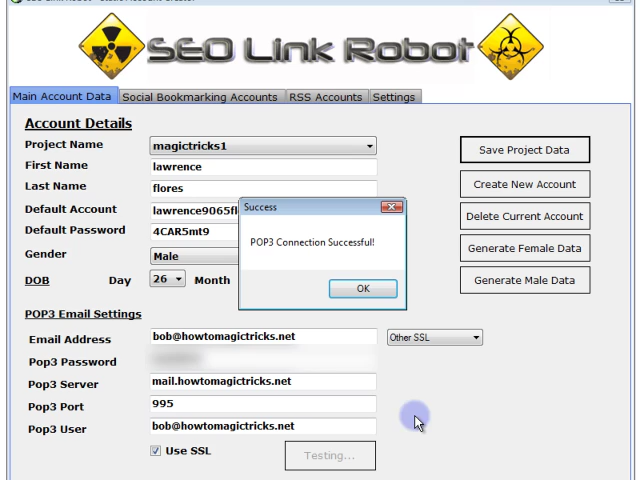 SEO Link Robot
Main Account Data Social Bookmarking Accounts RSS Accounts Settings
Account Details
Project Name magictricks1 Save Project Data
First Name lawrence
Last Name flores Create New Account
Default Account lawrence9065fl Delete Current Account
Default Password 4CAR5mt9
Gender Male Generate Female Data
DOB Day 26 Month Generate Male Data
Success
POP3 Connection Successful!
OK
POP3 Email Settings
Email Address bob@howtomagictricks.net Other SSL
Pop3 Password
Pop3 Server mail.howtomagictricks.net
Pop3 Port 995
Pop3 User bob@howtomagictricks.net
Use SSL Testing...